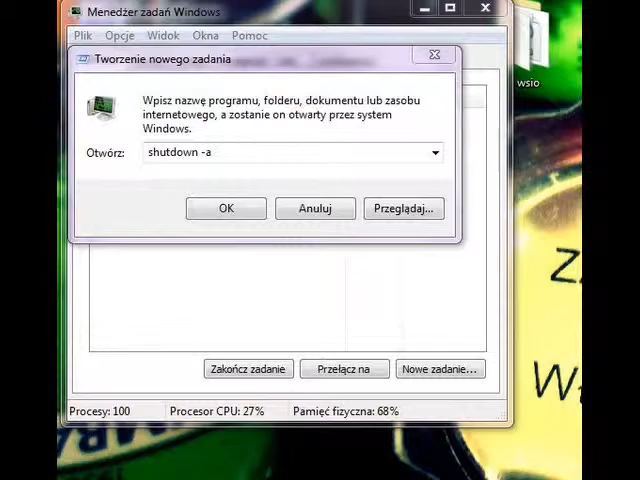 Menedżer zadań Windows
Plik Opcje Widok Okna Pomoc
Tworzenie nowego zadania
wsio
Wpisz nazwę programu, folderu, dokumentu lub zasobu
internetowego, a zostanie on otwarty przez system
Windows.
Otwórz: shutdown -a
OK Anuluj Przeglądaj...
Zakończ zadanie Przełącz na Nowe zadanie...
Procesy: 100 Procesor CPU: 27% Pamięć fizyczna: 68%